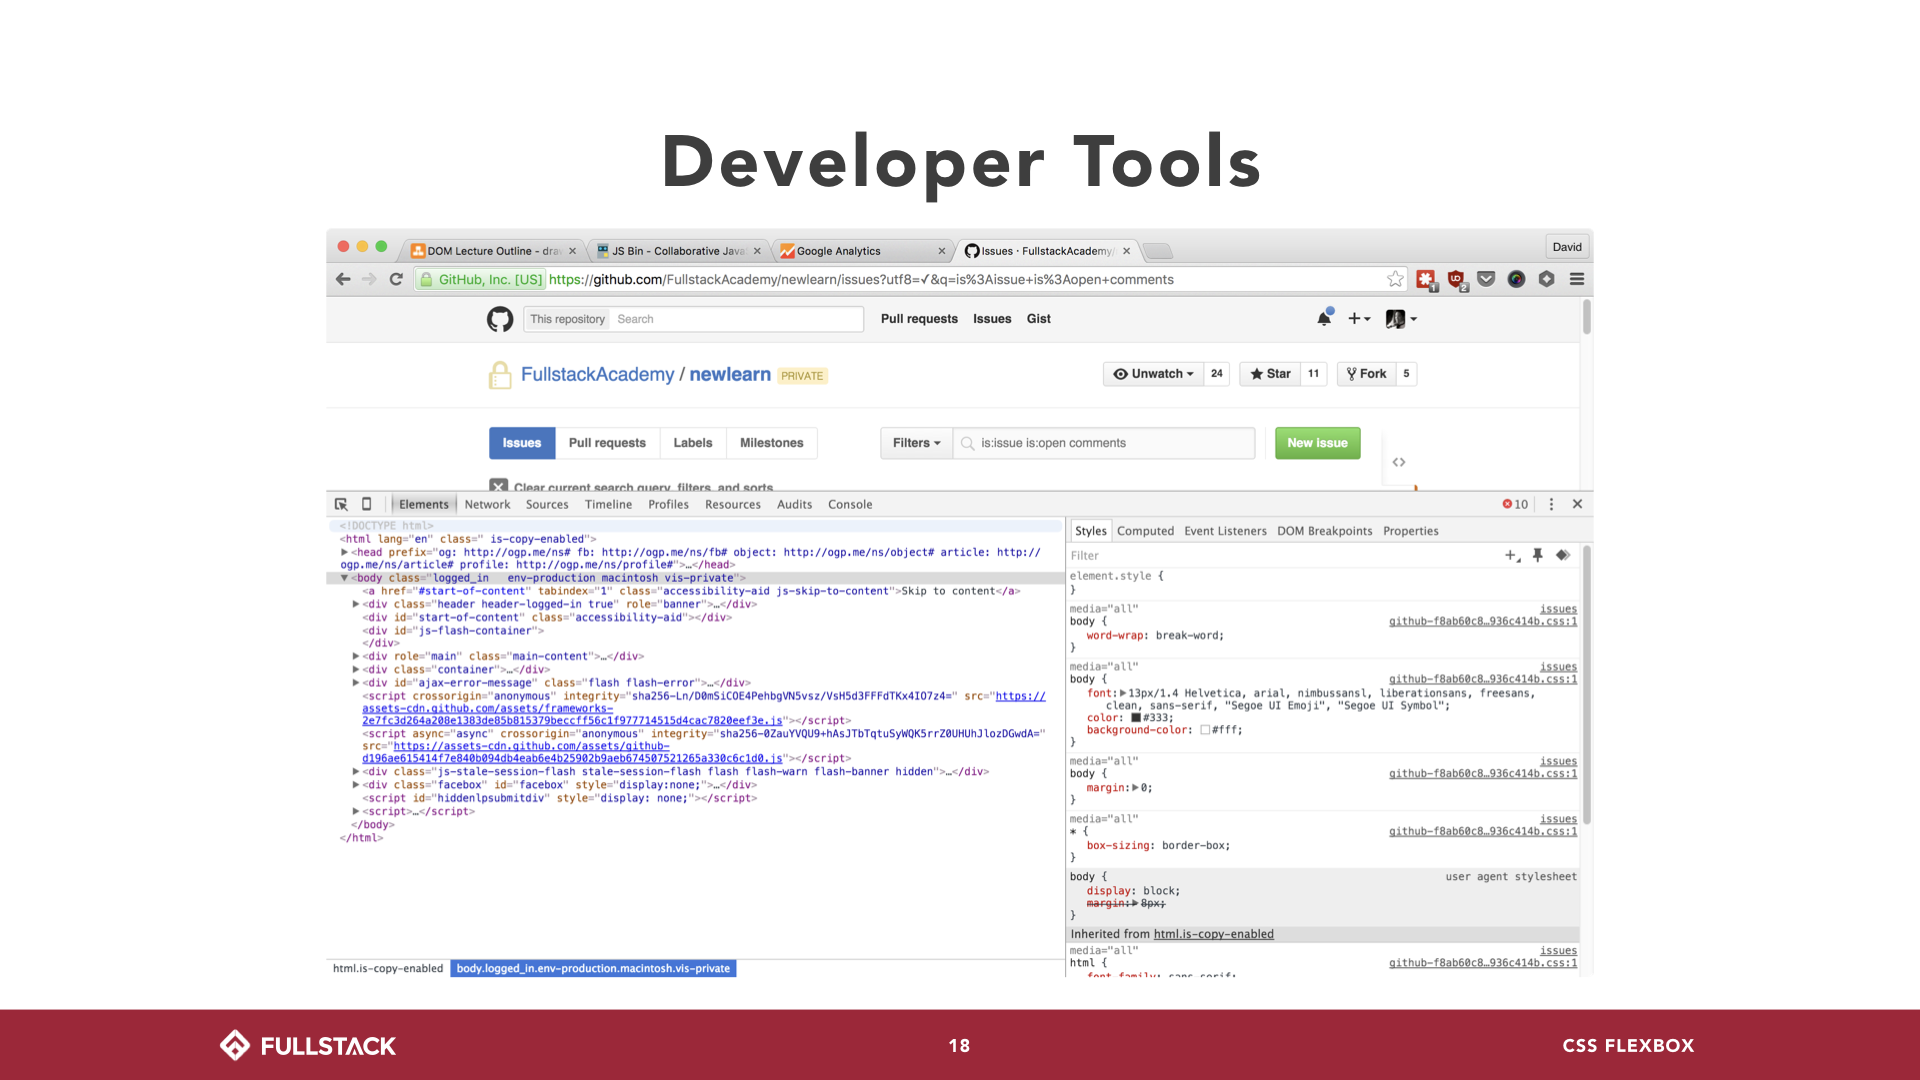 Developer Tools
DOM Lecture Outline - dra
JS Bin - Collaborative Java
Google Analytics
Issues · FullstackAcademy/
David
GitHub, Inc. [US] https://github.com/FullstackAcademy/newlearn/issues?utf8=✓&q=is%3Aissue+is%3Aopen+comments
1
2
This repository Search
Pull requests Issues Gist
FullstackAcademy / newlearn PRIVATE
Unwatch 24 Star 11 Fork 5
Issues Pull requests Labels Milestones
Filters is:issue is:open comments
New issue
<>
Clear current search query, filters, and sorts
Elements Network Sources Timeline Profiles Resources Audits Console
10
<!DOCTYPE html>
<html lang="en" class=" is-copy-enabled">
<head prefix="og: http://ogp.me/ns# fb: http://ogp.me/ns/fb# object: http://ogp.me/ns/object# article: http://
ogp.me/ns/article# profile: http://ogp.me/ns/profile#">…</head>
<body class="logged_in   env-production macintosh vis-private">
<a href="#start-of-content" tabindex="1" class="accessibility-aid js-skip-to-content">Skip to content</a>
<div class="header header-logged-in true" role="banner">…</div>
<div id="start-of-content" class="accessibility-aid"></div>
<div id="js-flash-container">
</div>
<div role="main" class="main-content">…</div>
<div class="container">…</div>
<div id="ajax-error-message" class="flash flash-error">…</div>
<script crossorigin="anonymous" integrity="sha256-Ln/D0mSiCOE4PehbgVN5vsz/VsH5d3FFFdTKx4IO7z4=" src="https://
assets-cdn.github.com/assets/frameworks-
2e7fc3d264a208e1383de85b815379beccff56c1f977714515d4cac7820eef3e.js"></script>
<script async="async" crossorigin="anonymous" integrity="sha256-0ZauYVQU9+hAsJTbTqtuSyWQK5rrZ0UHUhJlozDGwdA="
src="https://assets-cdn.github.com/assets/github-
d196ae615414f7e840b094db4eab6e4b25902b9aeb674507521265a330c6c1d0.js"></script>
<div class="js-stale-session-flash stale-session-flash flash flash-warn flash-banner hidden">…</div>
<div class="facebox" id="facebox" style="display:none;">…</div>
<script id="hiddenlpsubmitdiv" style="display: none;"></script>
<script>…</script>
</body>
</html>
html.is-copy-enabled body.logged_in.env-production.macintosh.vis-private
Styles Computed Event Listeners DOM Breakpoints Properties
Filter
element.style {
}
media="all" issues
body { github-f8ab60c8…936c414b.css:1
word-wrap: break-word;
}
media="all" issues
body { github-f8ab60c8…936c414b.css:1
font: 13px/1.4 Helvetica, arial, nimbussansl, liberationsans, freesans,
clean, sans-serif, "Segoe UI Emoji", "Segoe UI Symbol";
color: #333;
background-color: #fff;
}
media="all" issues
body { github-f8ab60c8…936c414b.css:1
margin: 0;
}
media="all" issues
* { github-f8ab60c8…936c414b.css:1
box-sizing: border-box;
}
body { user agent stylesheet
display: block;
margin: 8px;
}
Inherited from html.is-copy-enabled
media="all" issues
html { github-f8ab60c8…936c414b.css:1
font-family: sans-serif;
FULLSTACK
18
CSS FLEXBOX